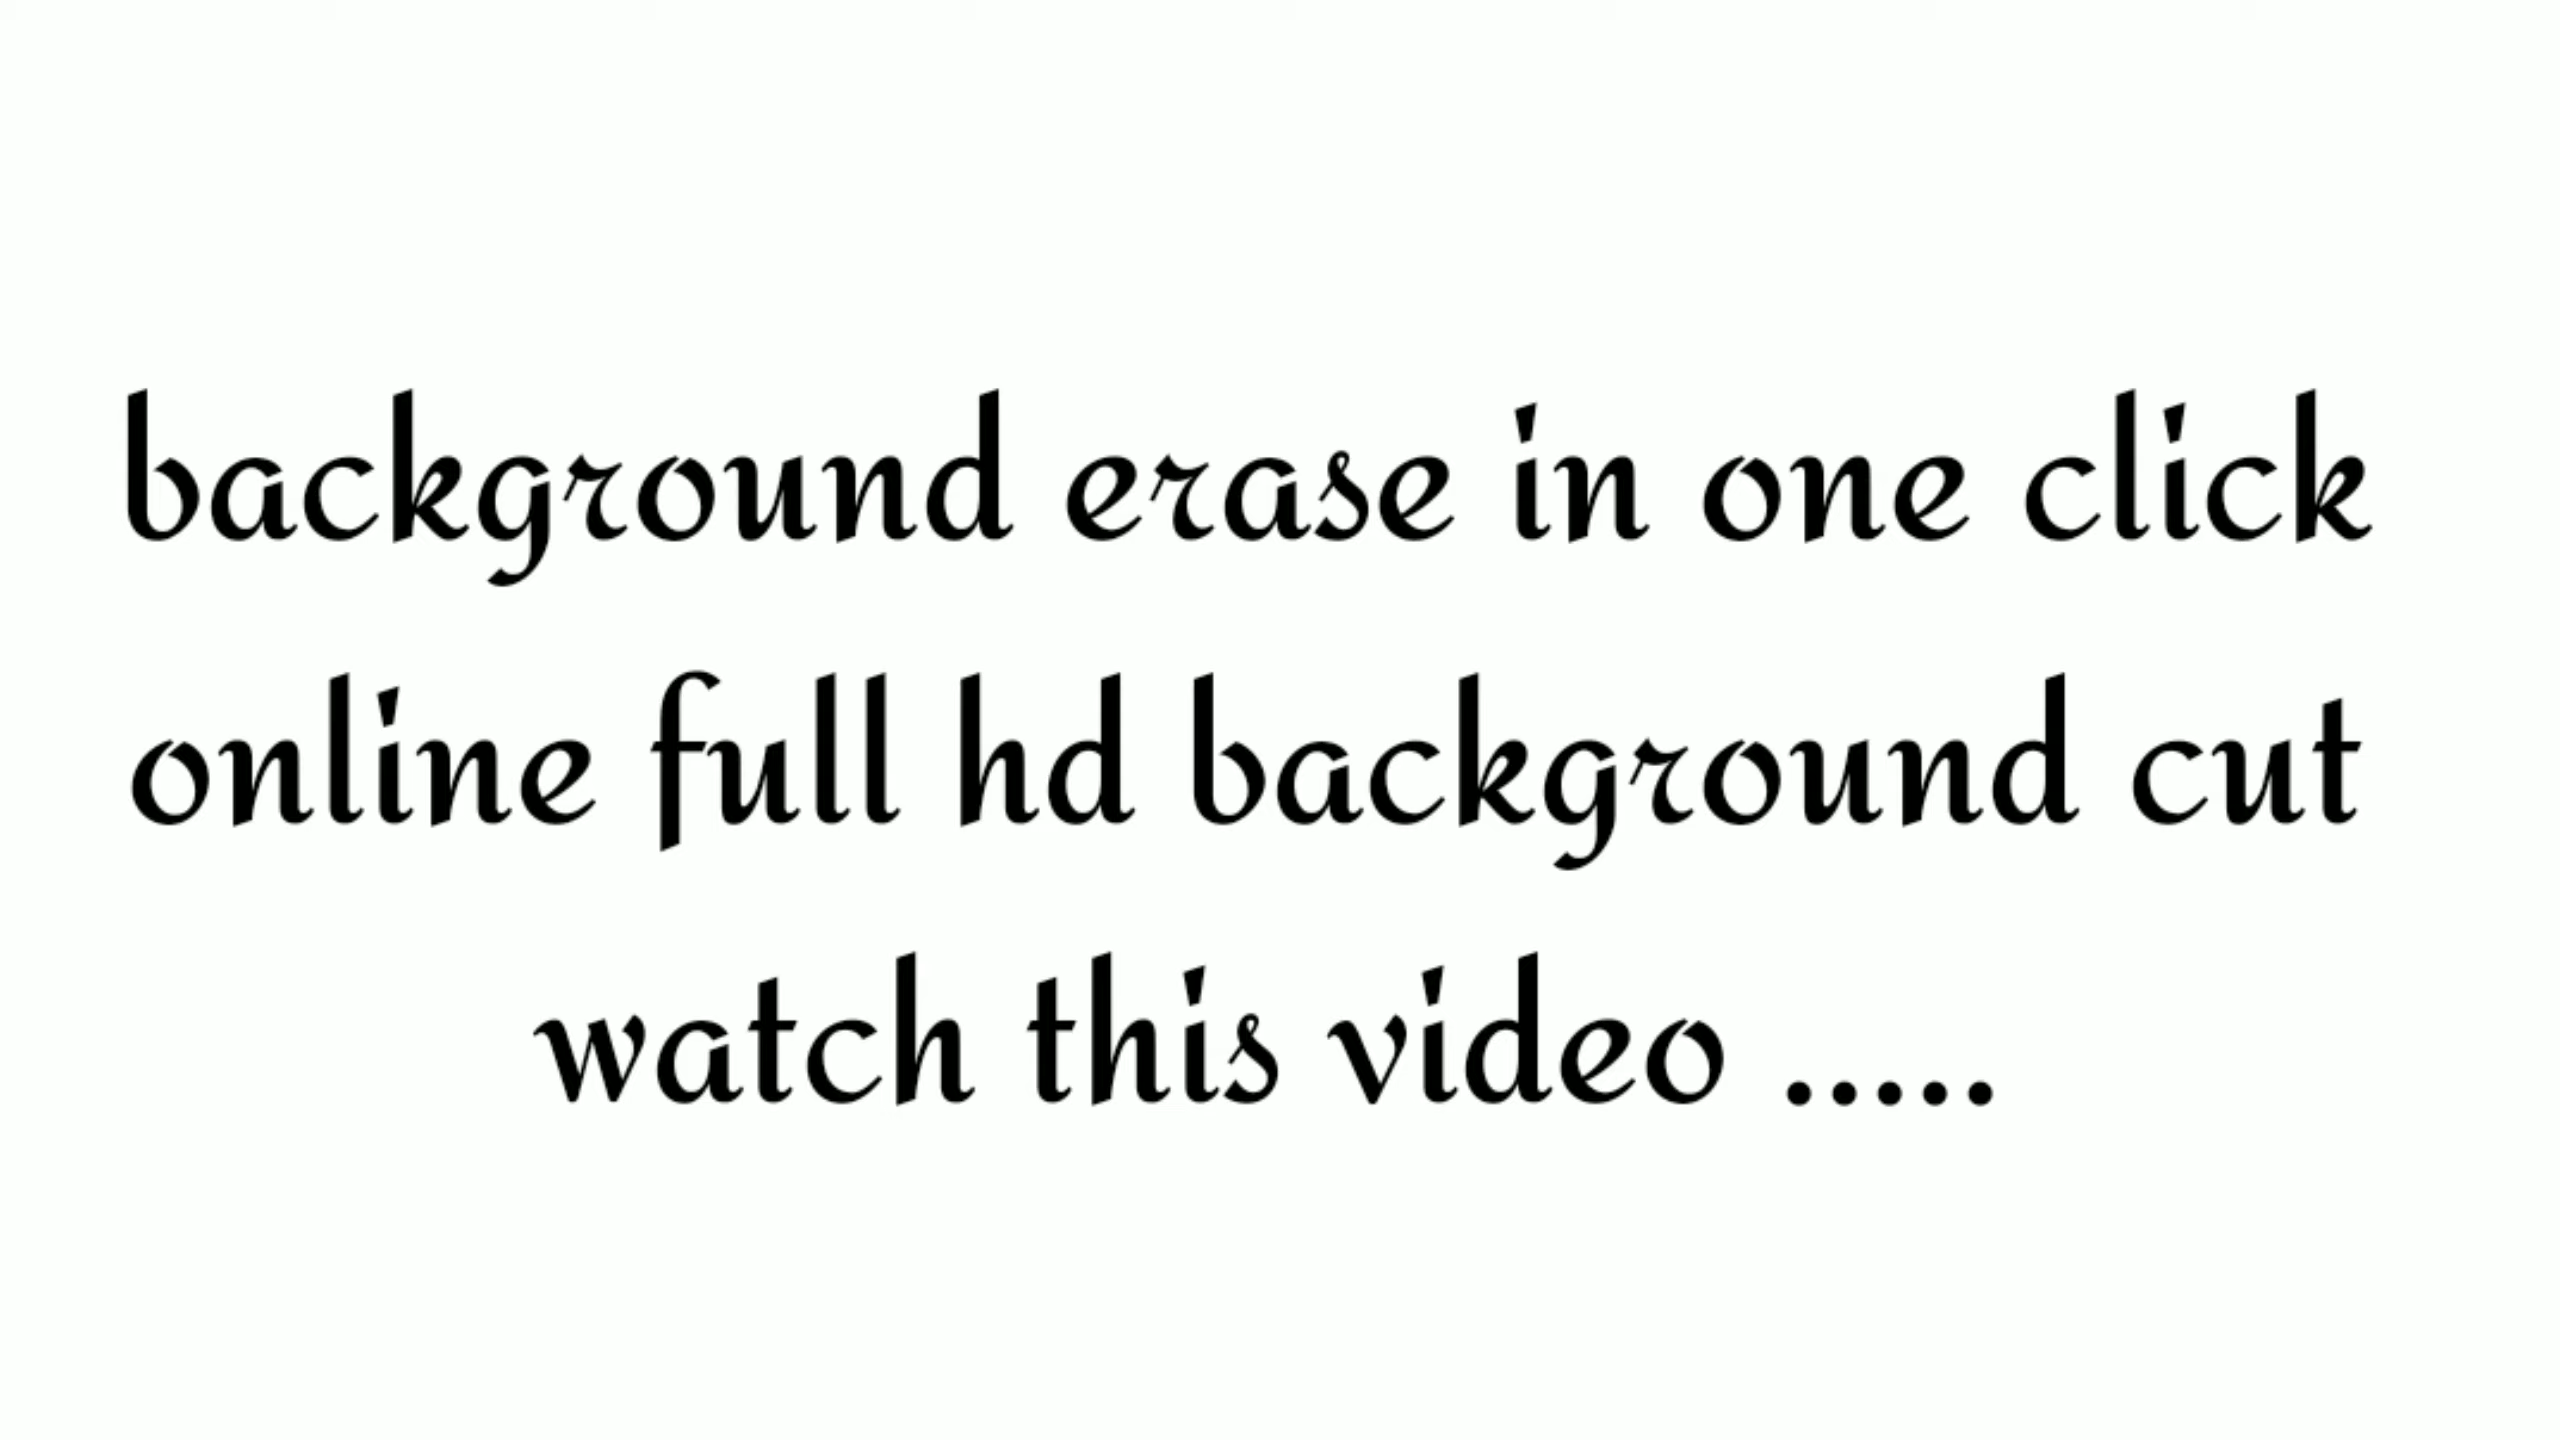 background erase in one click
online full hd background cut
watch this video .....